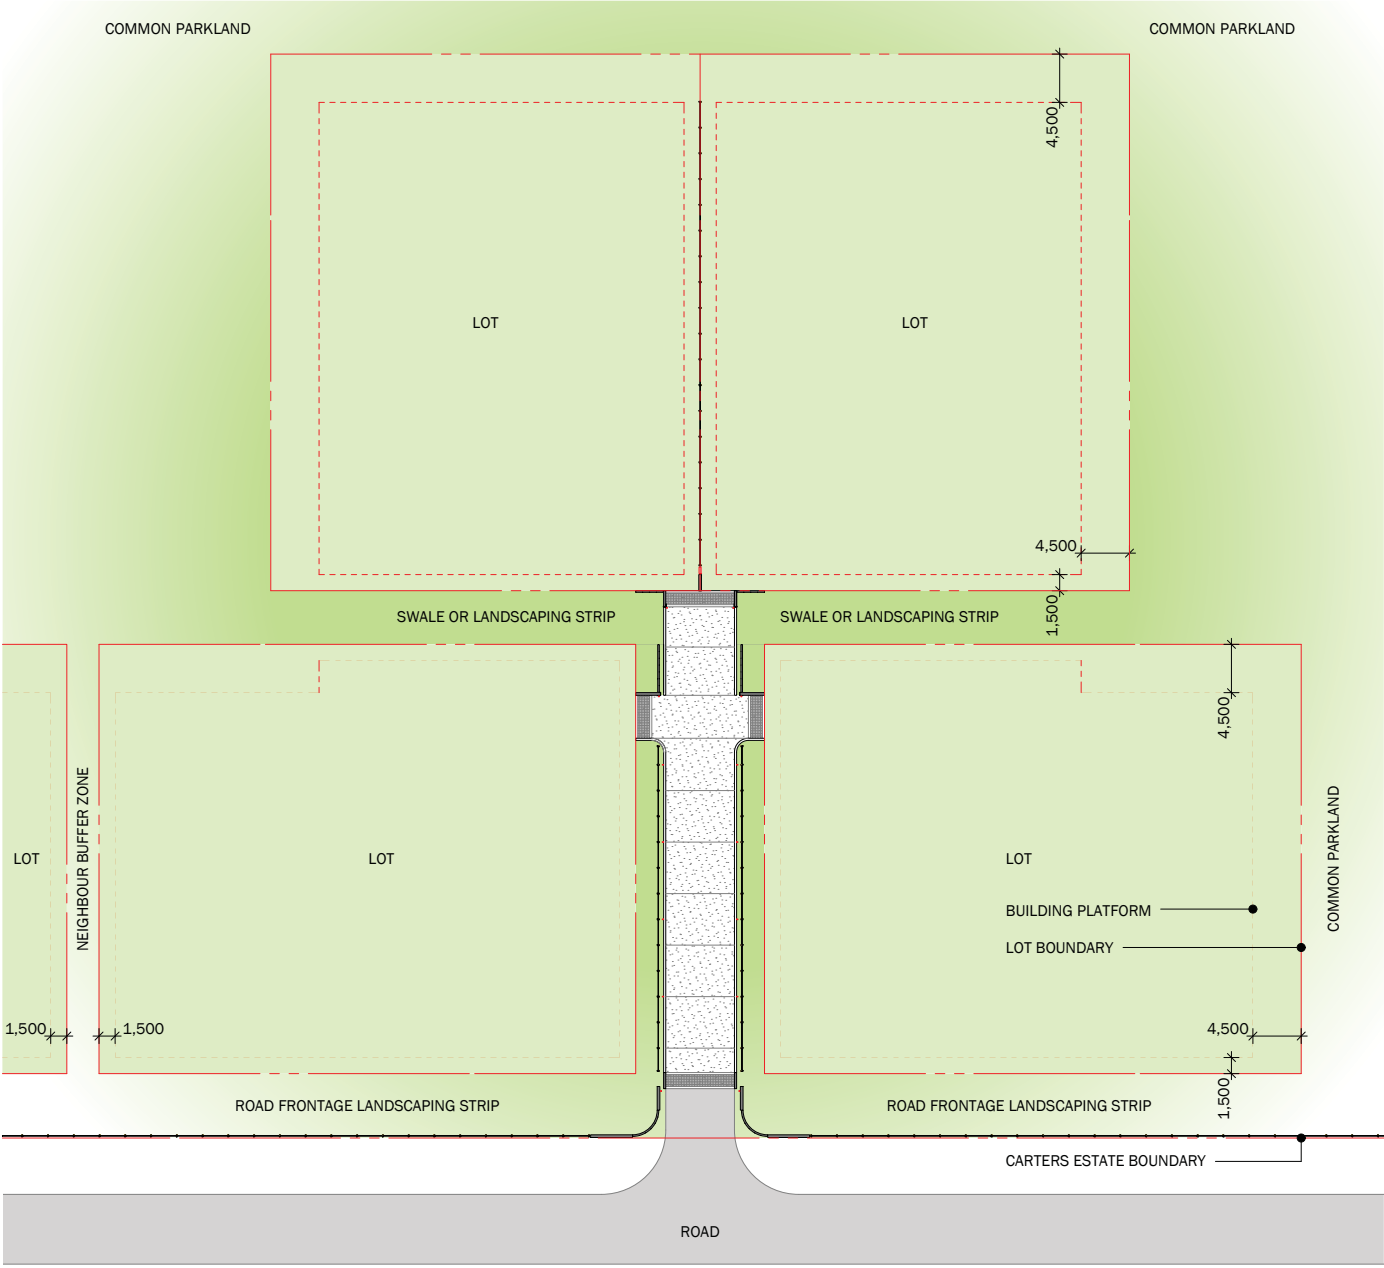 COMMON PARKLAND
COMMON PARKLAND
4,500
LOT
LOT
4,500
1,500
SWALE OR LANDSCAPING STRIP
SWALE OR LANDSCAPING STRIP
4,500
NEIGHBOUR BUFFER ZONE
COMMON PARKLAND
LOT
LOT
LOT
BUILDING PLATFORM
LOT BOUNDARY
1,500
1,500
4,500
1,500
ROAD FRONTAGE LANDSCAPING STRIP
ROAD FRONTAGE LANDSCAPING STRIP
CARTERS ESTATE BOUNDARY
ROAD